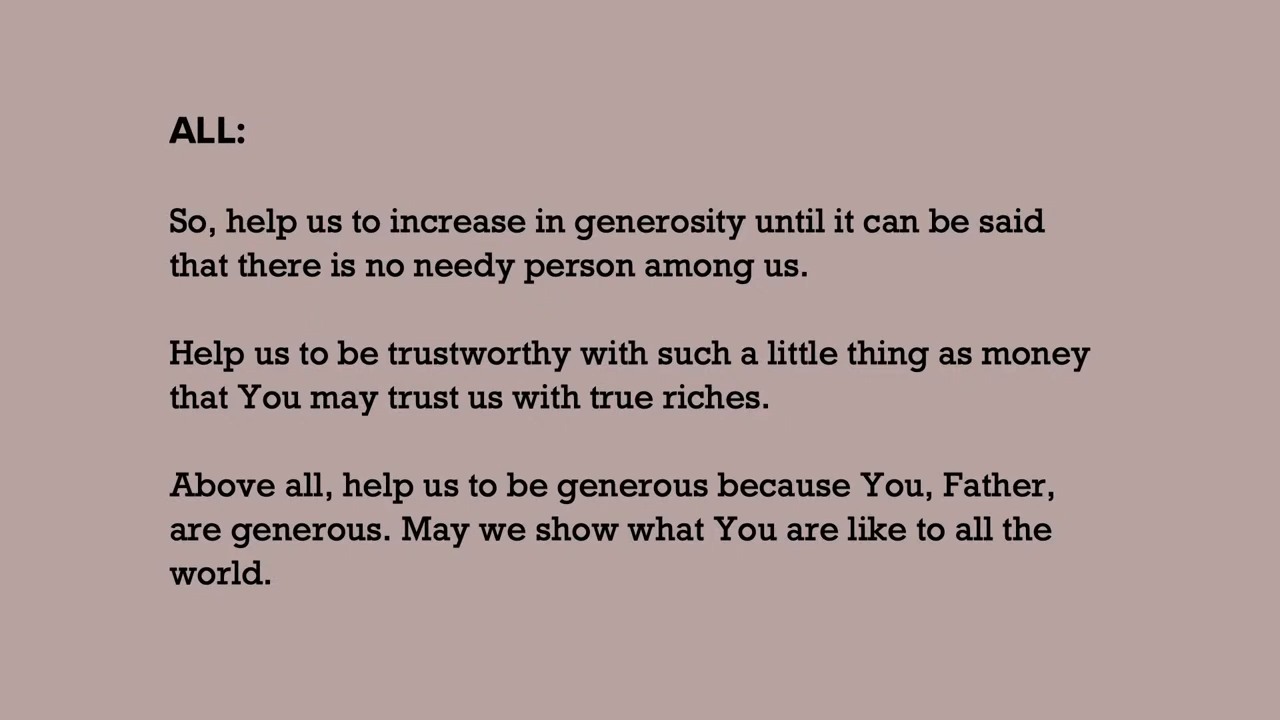 ALL:
So, help us to increase in generosity until it can be said
that there is no needy person among us.
Help us to be trustworthy with such a little thing as money
that You may trust us with true riches.
Above all, help us to be generous because You, Father,
are generous. May we show what You are like to all the
world.